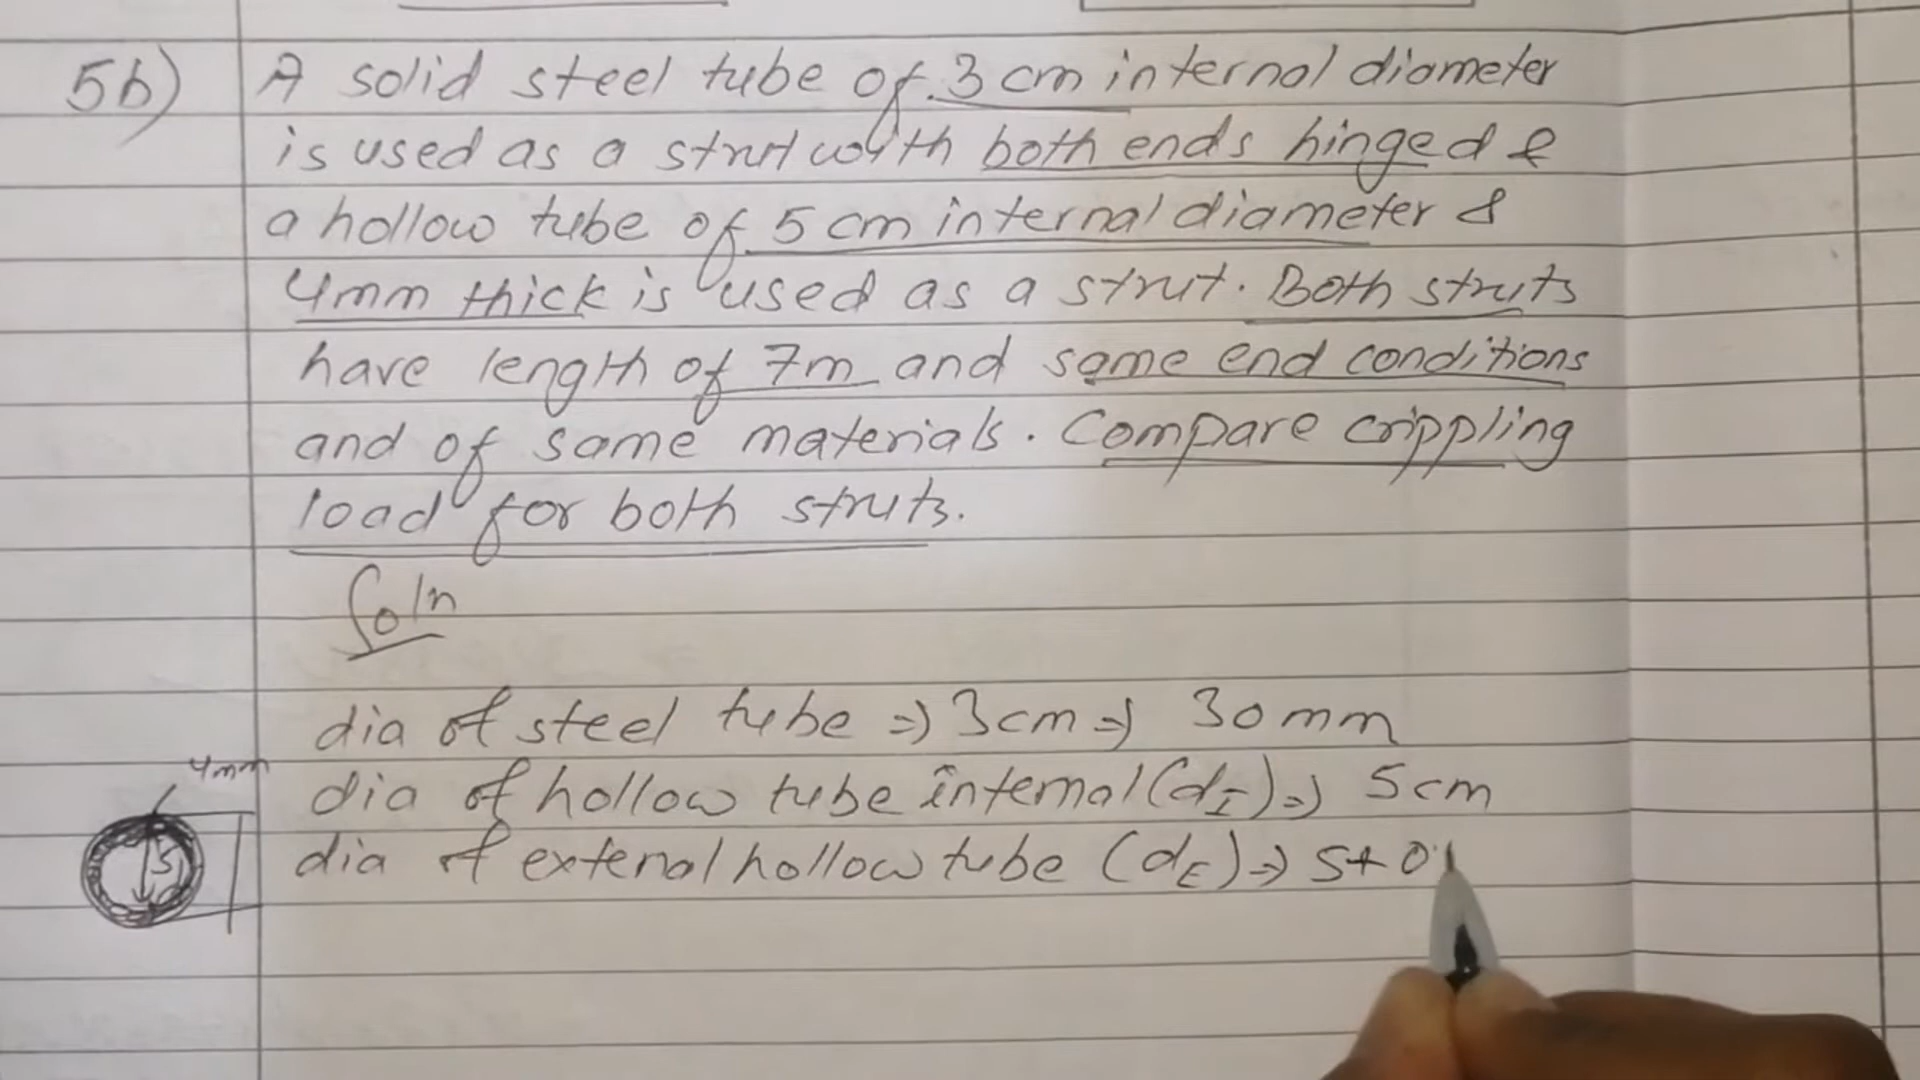 5b) A solid steel tube of 3 cm internal diameter
is used as a strut with both ends hinged &
a hollow tube of 5 cm internal diameter &
4mm thick is used as a strut. Both struts
have length of 7m and same end conditions
and of same materials. Compare crippling
load for both struts.
Soln
dia of steel tube => 3cm => 30mm
4mm
dia of hollow tube internal (dI) => 5cm
5
dia of external hollow tube (dE) => 5+0.